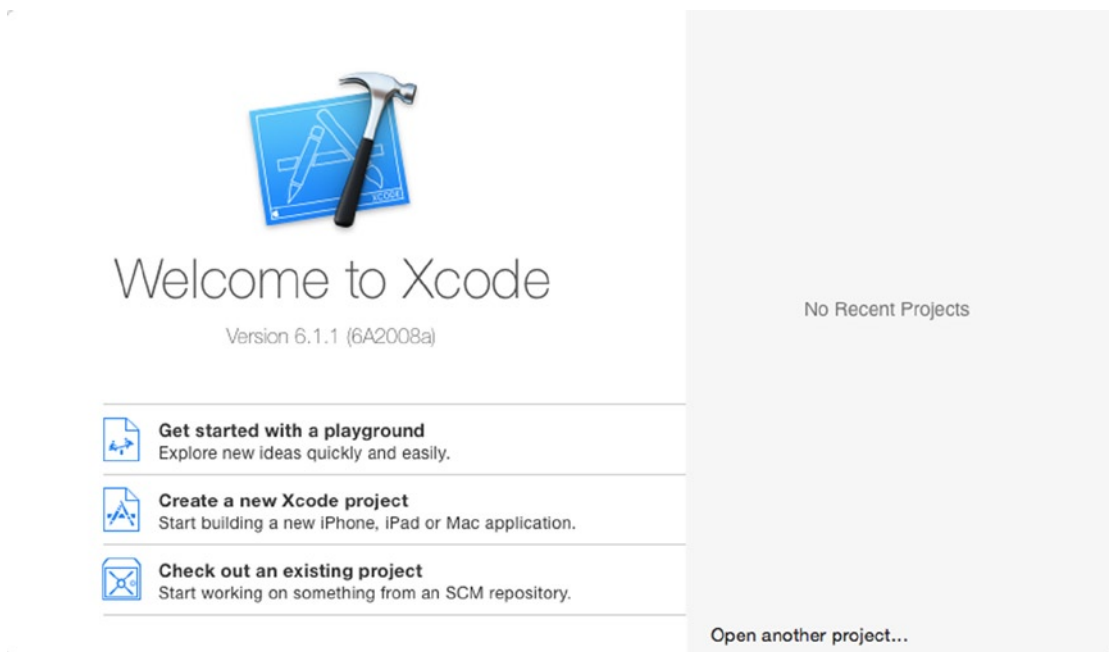 XCODE
Welcome to Xcode
Version 6.1.1 (6A2008a)
Get started with a playground
Explore new ideas quickly and easily.
Create a new Xcode project
Start building a new iPhone, iPad or Mac application.
Check out an existing project
Start working on something from an SCM repository.
No Recent Projects
Open another project...